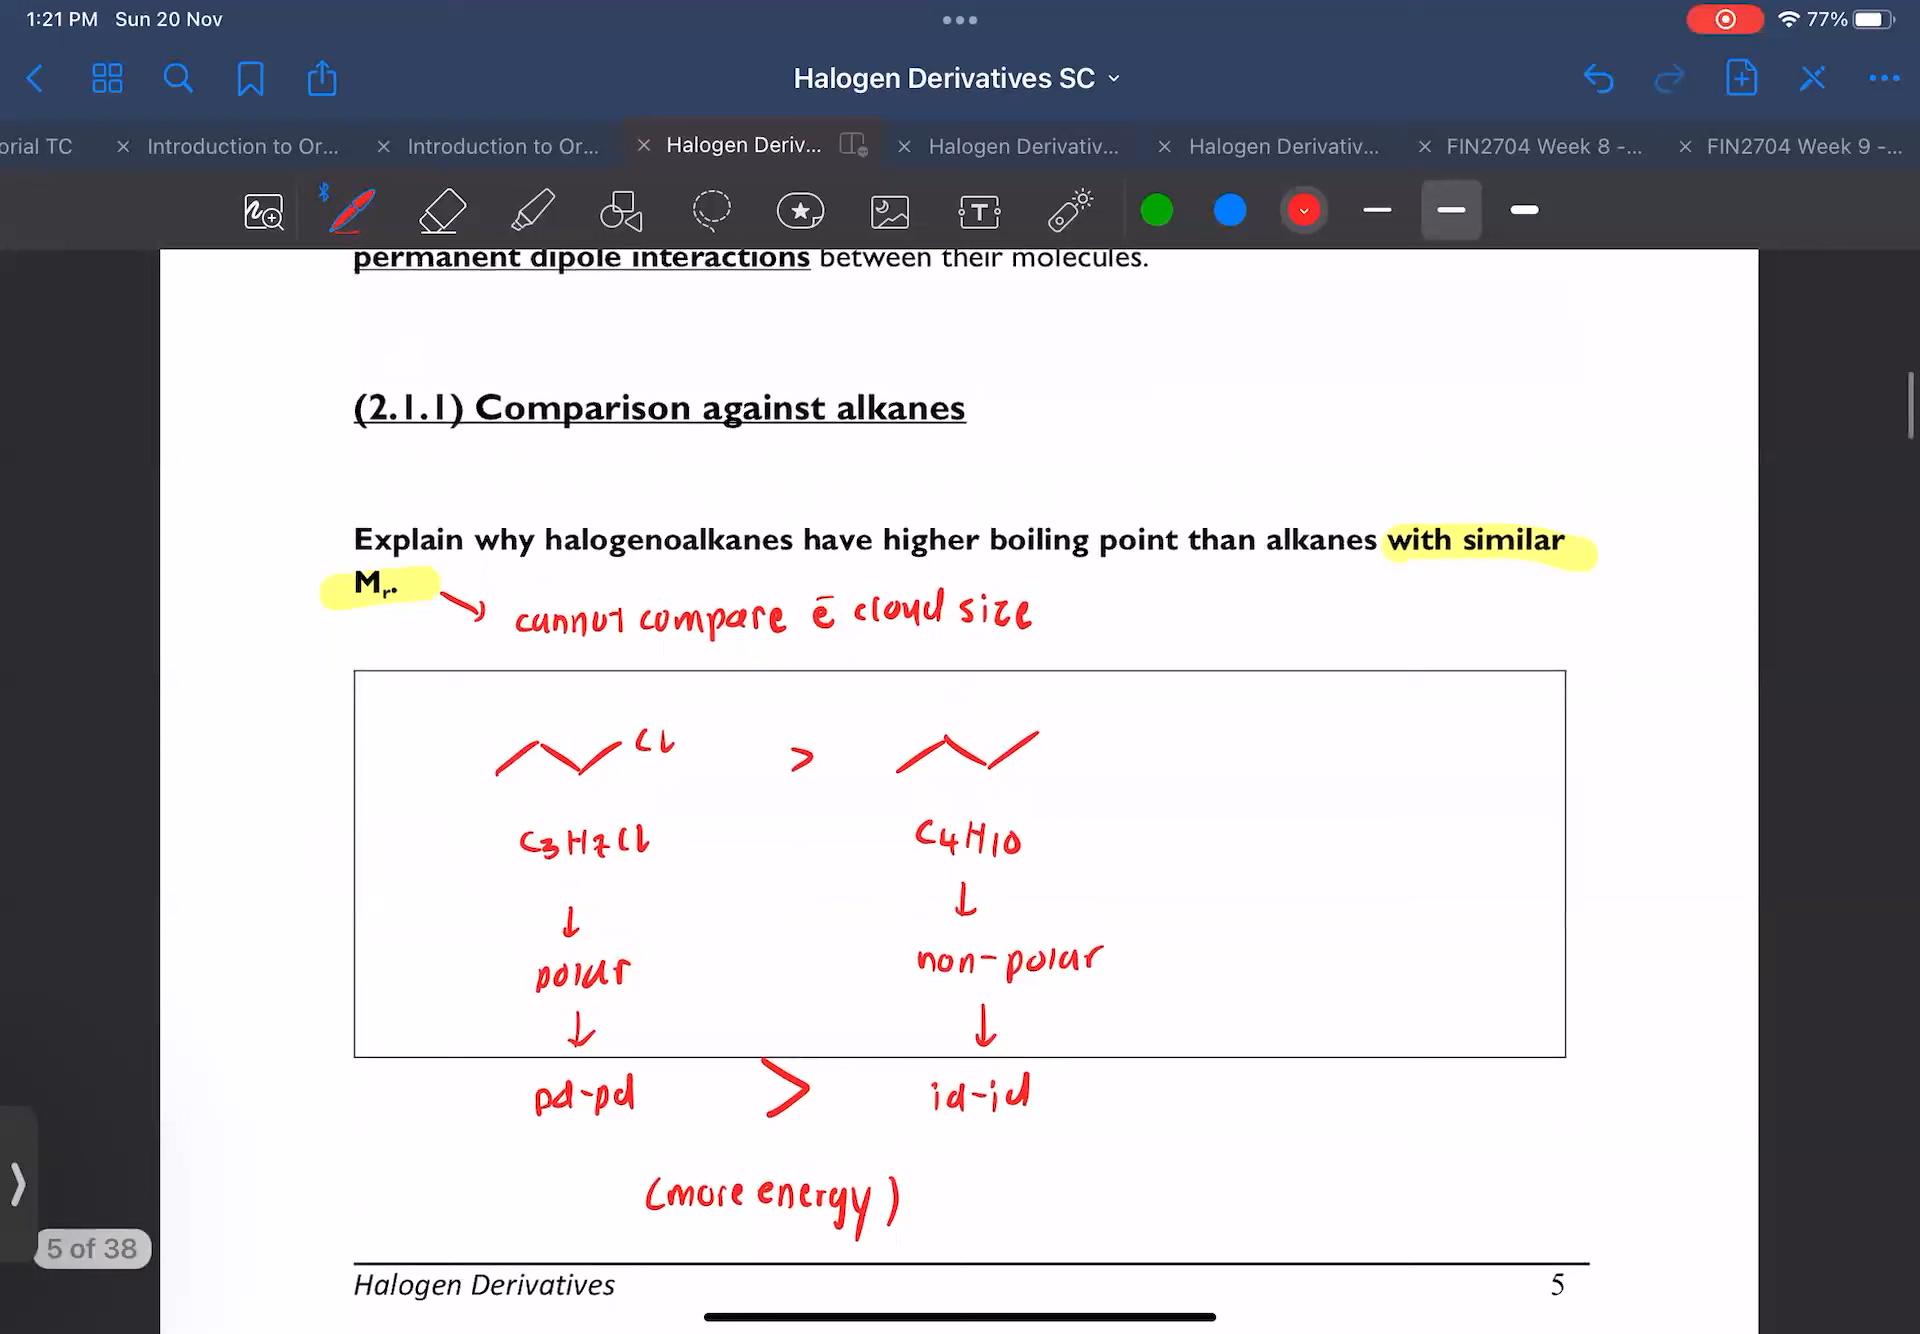 1:21 PM Sun 20 Nov
77%
Halogen Derivatives SC
orial TC
Introduction to Or...
Introduction to Or...
Halogen Deriv...
Halogen Derivativ...
Halogen Derivativ...
FIN2704 Week 8 -...
FIN2704 Week 9 -...
permanent dipole interactions between their molecules.
(2.1.1) Comparison against alkanes
Explain why halogenoalkanes have higher boiling point than alkanes with similar
Mr.
cannot compare ē cloud size
Cl > 
C3H7Cl C4H10
↓ ↓
polar non-polar
↓ ↓
pd-pd > id-id
(more energy)
5 of 38
Halogen Derivatives 5